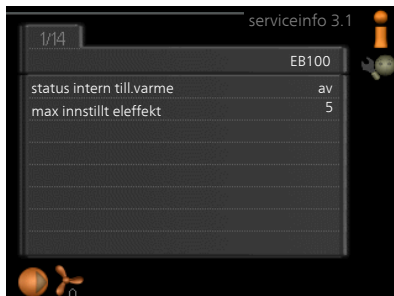 serviceinfo 3.1
1/14
EB100
status intern till.varme av
max innstillt eleffekt 5
0